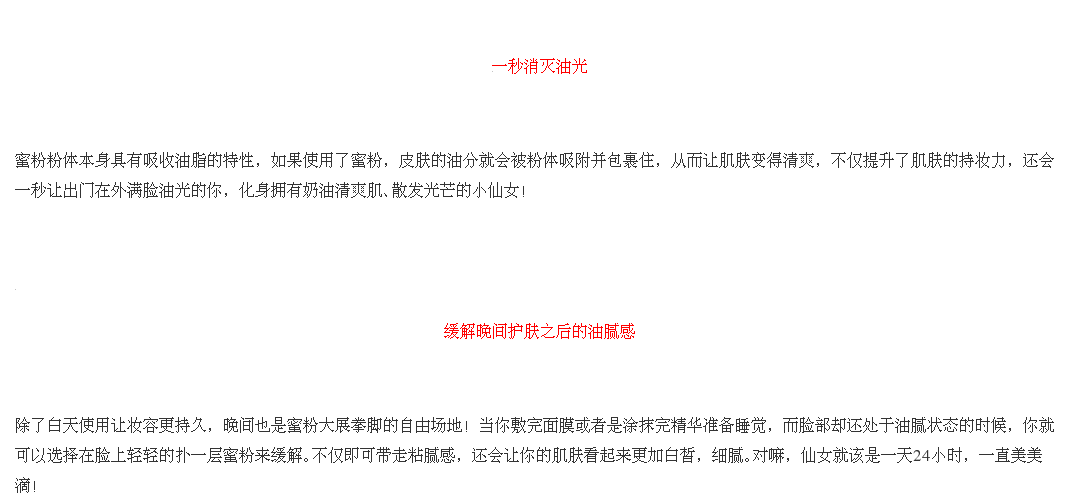 一秒消灭油光
蜜粉粉体本身具有吸收油脂的特性，如果使用了蜜粉，皮肤的油分就会被粉体吸附并包裹住，从而让肌肤变得清爽，不仅提升了肌肤的持妆力，还会
一秒让出门在外满脸油光的你，化身拥有奶油清爽肌、散发光芒的小仙女！
缓解晚间护肤之后的油腻感
除了白天使用让妆容更持久，晚间也是蜜粉大展拳脚的自由场地！当你敷完面膜或者是涂抹完精华准备睡觉，而脸部却还处于油腻状态的时候，你就
可以选择在脸上轻轻的扑一层蜜粉来缓解。不仅即可带走粘腻感，还会让你的肌肤看起来更加白皙，细腻。对嘛，仙女就该是一天24小时，一直美美
滴！